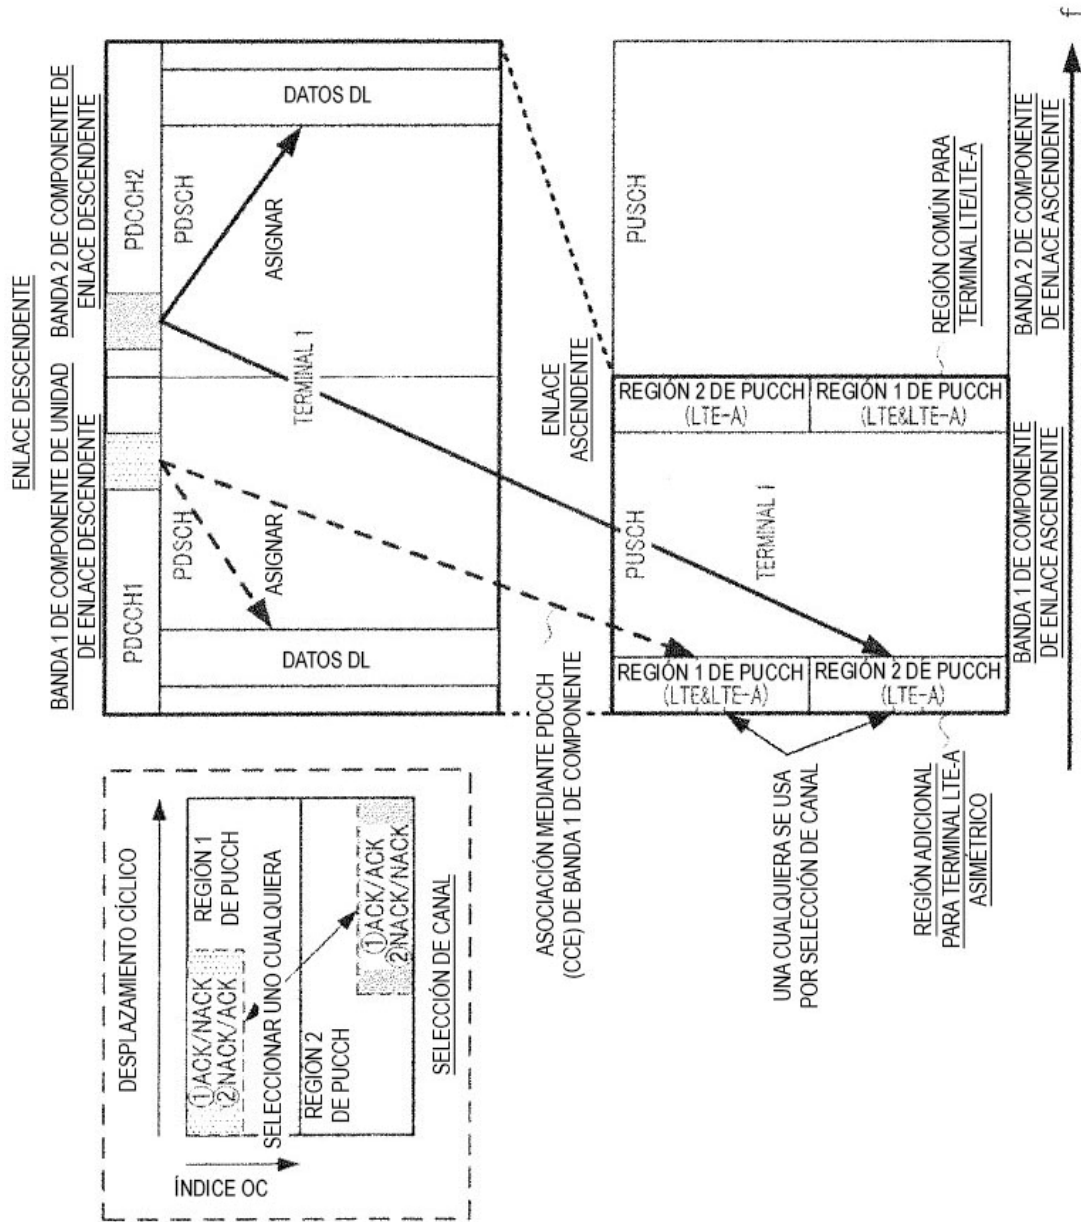 ENLACE DESCENDENTE
BANDA 1 DE COMPONENTE DE UNIDAD
DE ENLACE DESCENDENTE
BANDA 2 DE COMPONENTE DE
ENLACE DESCENDENTE
PDCCH1
PDCCH2
PDSCH
PDSCH
ASIGNAR
TERMINAL 1
ASIGNAR
DATOS DL
DATOS DL
DESPLAZAMIENTO CÍCLICO
ÍNDICE OC
①ACK/NACK
②NACK/ACK
REGIÓN 1
DE PUCCH
SELECCIONAR UNO CUALQUIERA
REGIÓN 2
DE PUCCH
①ACK/ACK
②NACK/NACK
SELECCIÓN DE CANAL
ASOCIACIÓN MEDIANTE PDCCH
(CCE) DE BANDA 1 DE COMPONENTE
ENLACE
ASCENDENTE
REGIÓN 1 DE PUCCH
(LTE&LTE-A)
REGIÓN 2 DE PUCCH
(LTE-A)
PUSCH
TERMINAL 1
REGIÓN 2 DE PUCCH
(LTE-A)
REGIÓN 1 DE PUCCH
(LTE&LTE-A)
PUSCH
UNA CUALQUIERA SE USA
POR SELECCIÓN DE CANAL
REGIÓN ADICIONAL
PARA TERMINAL LTE-A
ASIMÉTRICO
REGIÓN COMÚN PARA
TERMINAL LTE/LTE-A
BANDA 1 DE COMPONENTE
DE ENLACE ASCENDENTE
BANDA 2 DE COMPONENTE
DE ENLACE ASCENDENTE
f